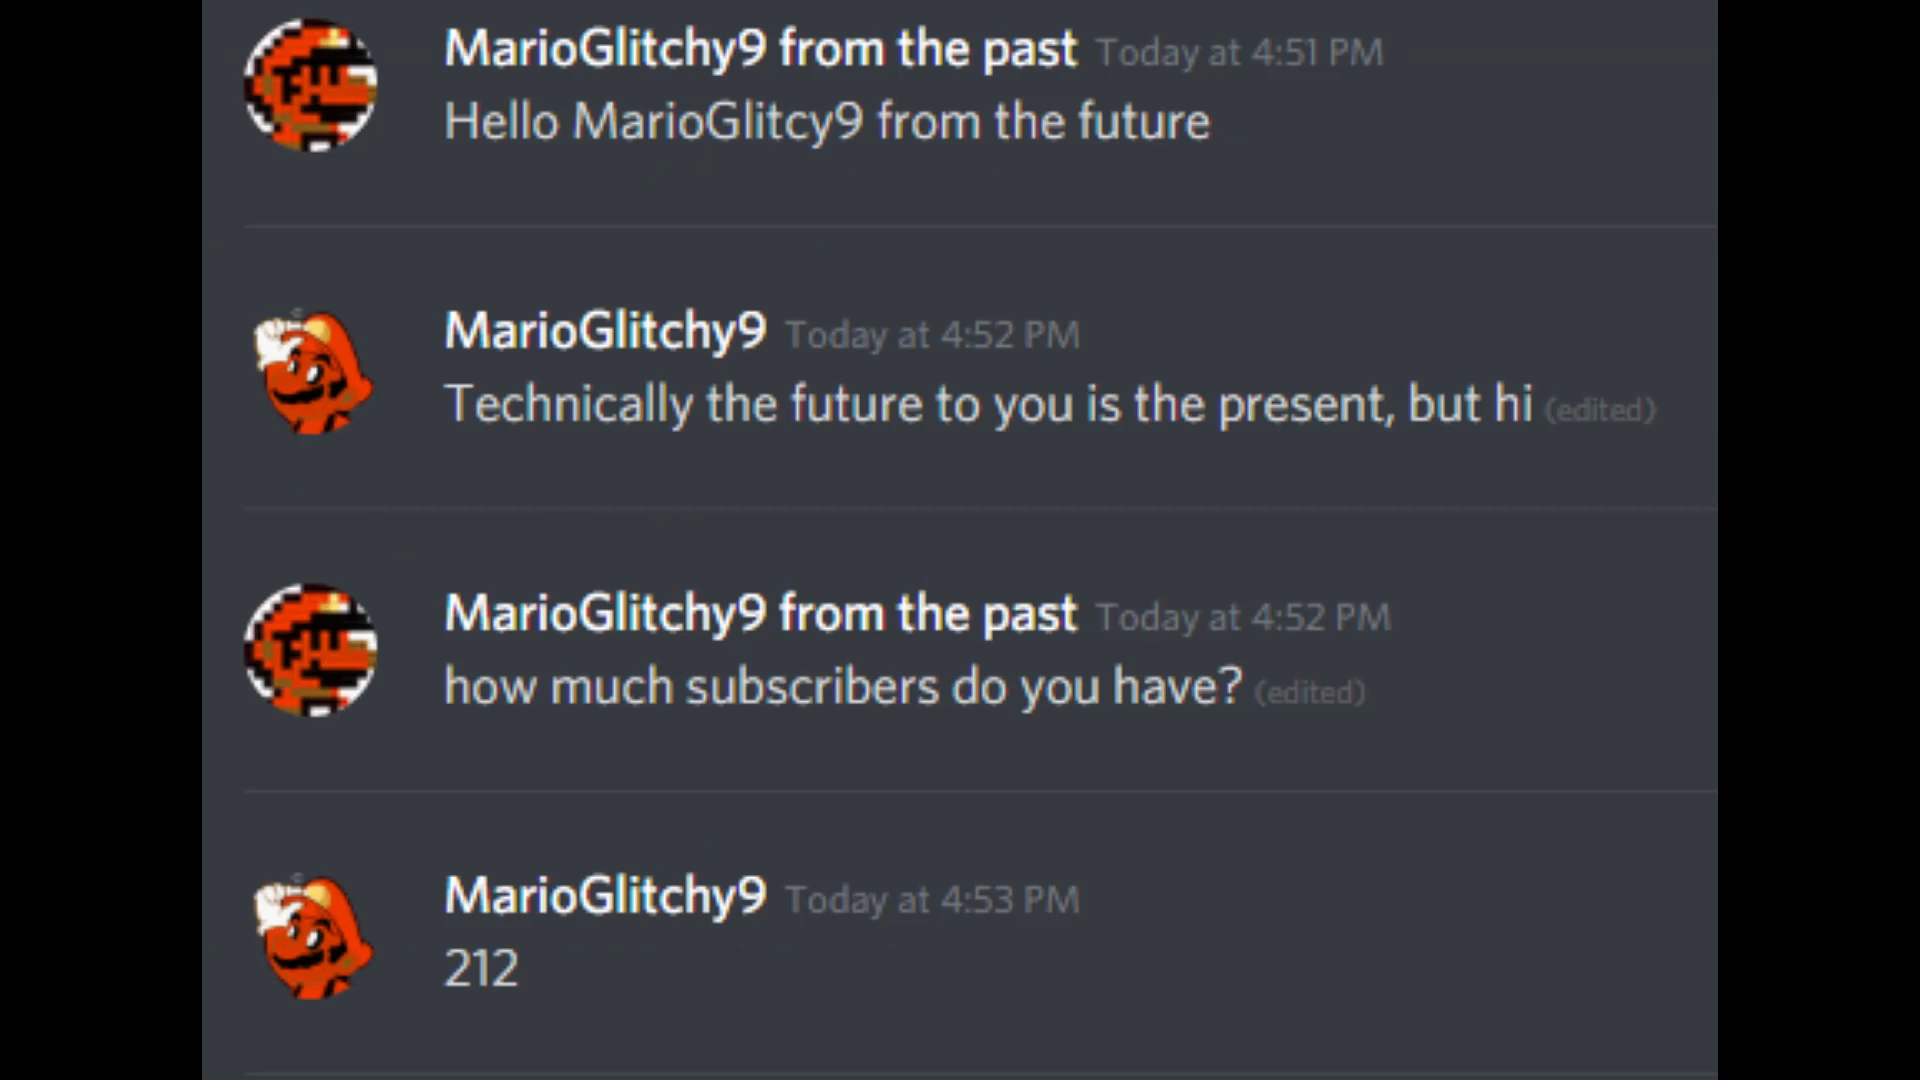 MarioGlitchy9 from the past Today at 4:51 PM
Hello MarioGlitcy9 from the future
MarioGlitchy9 Today at 4:52 PM
Technically the future to you is the present, but hi (edited)
MarioGlitchy9 from the past Today at 4:52 PM
how much subscribers do you have? (edited)
MarioGlitchy9 Today at 4:53 PM
212